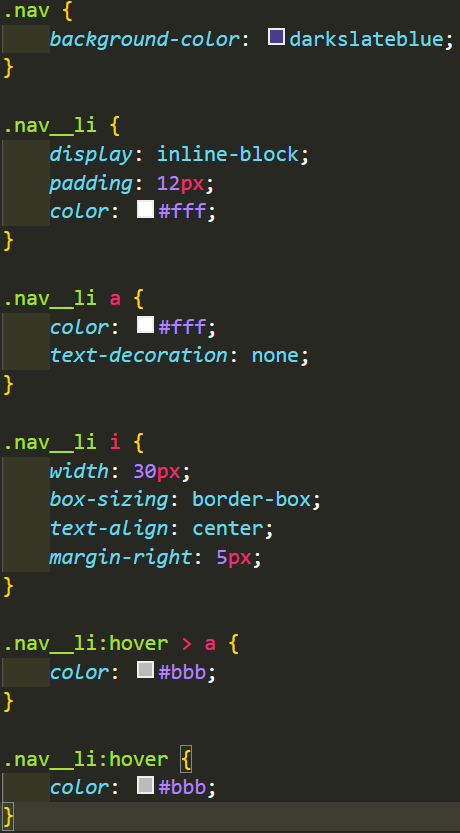 .nav {
    background-color: darkslateblue;
}

.nav__li {
    display: inline-block;
    padding: 12px;
    color: #fff;
}

.nav__li a {
    color: #fff;
    text-decoration: none;
}

.nav__li i {
    width: 30px;
    box-sizing: border-box;
    text-align: center;
    margin-right: 5px;
}

.nav__li:hover > a {
    color: #bbb;
}

.nav__li:hover {
    color: #bbb;
}